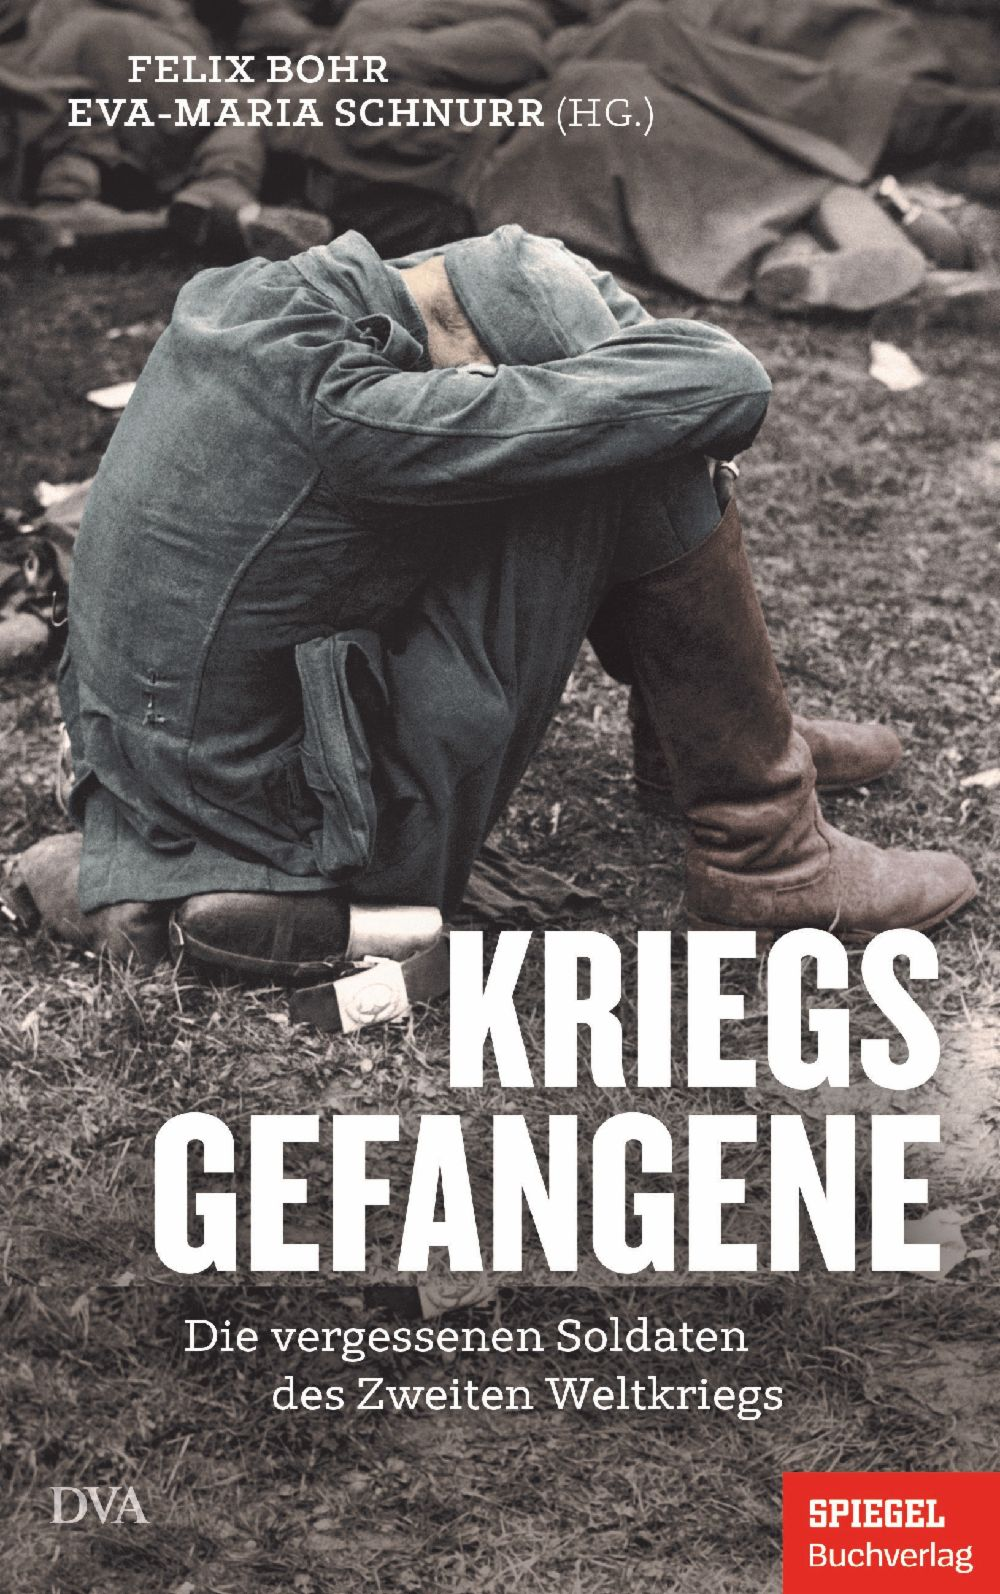 FELIX BOHR
EVA-MARIA SCHNURR (HG.)
KRIEGS
GEFANGENE
Die vergessenen Soldaten
des Zweiten Weltkriegs
DVA
SPIEGEL
Buchverlag